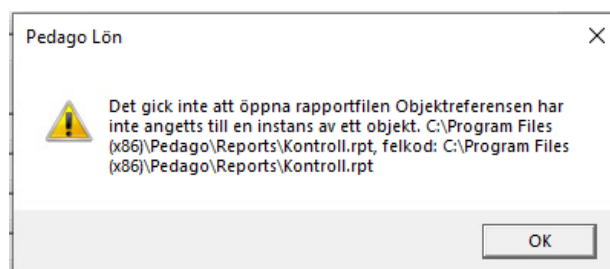 Pedago Lön
Det gick inte att öppna rapportfilen Objektreferensen har
inte angetts till en instans av ett objekt. C:\Program Files
(x86)\Pedago\Reports\Kontroll.rpt, felkod: C:\Program Files
(x86)\Pedago\Reports\Kontroll.rpt
OK